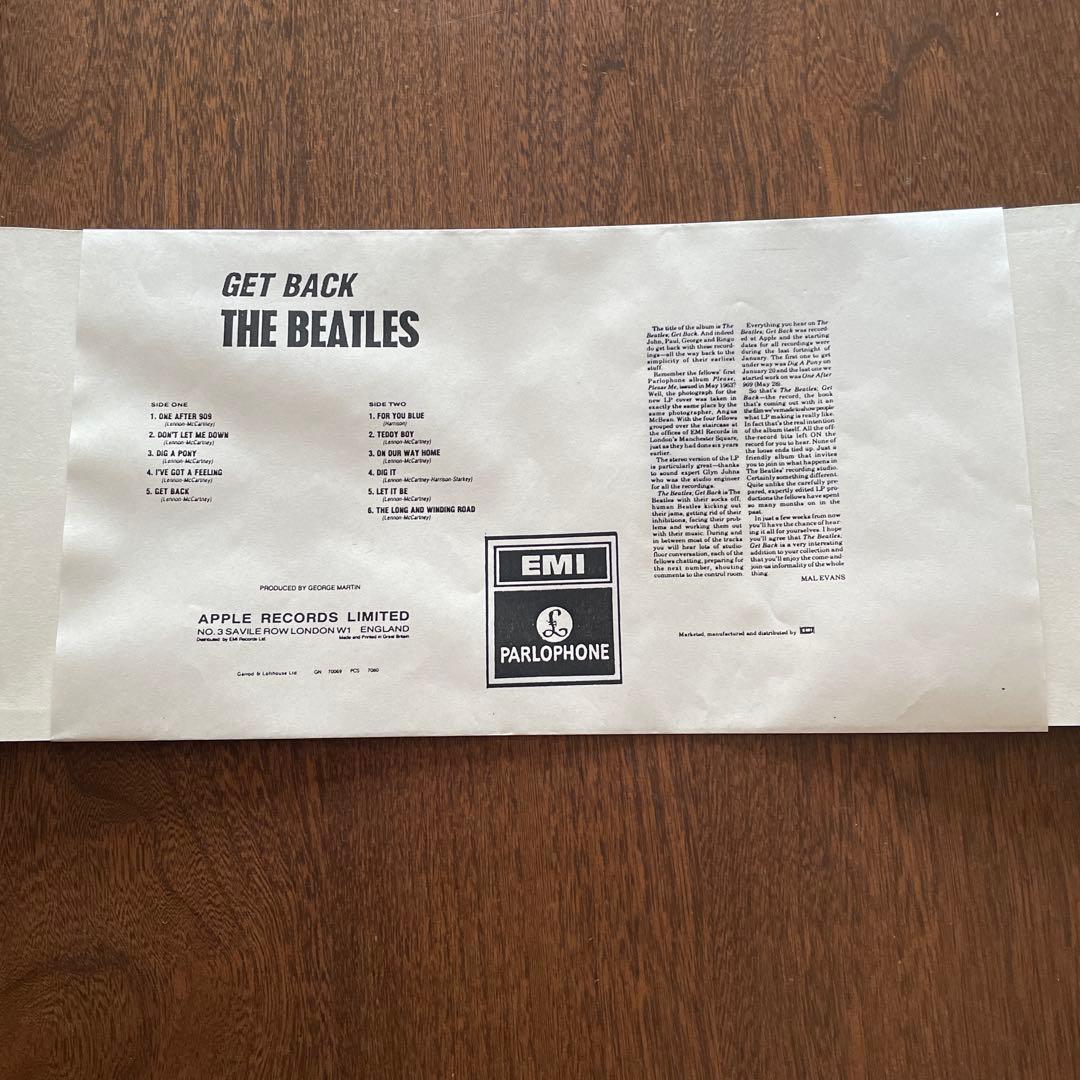 GET BACK
THE BEATLES
SIDE ONE
1. ONE AFTER 909
(Lennon-McCartney)
2. DON'T LET ME DOWN
(Lennon-McCartney)
3. DIG A PONY
(Lennon-McCartney)
4. I'VE GOT A FEELING
(Lennon-McCartney)
5. GET BACK
(Lennon-McCartney)
SIDE TWO
1. FOR YOU BLUE
(Harrison)
2. TEDDY BOY
(Lennon-McCartney)
3. ON OUR WAY HOME
(Lennon-McCartney)
4. DIG IT
(Lennon-McCartney-Harrison-Starkey)
5. LET IT BE
(Lennon-McCartney)
6. THE LONG AND WINDING ROAD
(Lennon-McCartney)
PRODUCED BY GEORGE MARTIN
APPLE RECORDS LIMITED
NO. 3 SAVILE ROW LONDON W1 ENGLAND
Distributed by EMI Records Ltd. Made and Printed in Great Britain
Garrod & Lofthouse Ltd. GN 70069 PCS 7080
EMI
£
PARLOPHONE
The title of the album is The
Beatles; Get Back. And indeed
John, Paul, George and Ringo
do get back with these record-
ings—all the way back to the
simplicity of their earliest
stuff.
Remember the fellows' first
Parlophone album Please,
Please Me, issued in May 1963?
Well, the photograph for the
new LP cover was taken in
exactly the same place by the
same photographer, Angus
McBean. With the four fellows
grouped over the staircase at
the offices of EMI Records in
London's Manchester Square,
just as they had done six years
earlier.
The stereo version of the LP
is particularly great—thanks
to sound expert Glyn Johns
who was the studio engineer
for all the recordings.
The Beatles; Get Back is The
Beatles with their socks off,
human Beatles kicking out
their jams, getting rid of their
inhibitions, facing their prob-
lems and working them out
with their music. During and
in between most of the tracks
you will hear lots of studio
floor conversation, each of the
fellows chatting, preparing for
the next number, shouting
comments to the control room.
Everything you hear on The
Beatles; Get Back was record-
ed at Apple and the starting
dates for all recordings were
during the last fortnight of
January. The first one to get
under way was Dig A Pony on
January 20 and the last one we
started work on was One After
909 (May 28).
So that's The Beatles; Get
Back—the record, the book
that's coming out with it an
the film we've made to show people
what LP making is really like.
In fact that's the real intention
of the album itself. All the off-
the-record bits left ON the
record for you to hear. None of
the loose ends tied up. Just a
friendly album that invites
you to join in what happens in
The Beatles' recording studio.
Certainly something different.
Quite unlike the carefully pre-
pared, expertly edited LP pro-
ductions the fellows have spent
so many months on in the
past.
In just a few weeks from now
you'll have the chance of hear-
ing it all for yourselves. I hope
you'll agree that The Beatles;
Get Back is a very interesting
addition to your collection and
that you'll enjoy the come-and-
join-us informality of the whole
thing.
MAL EVANS
Marketed, manufactured and distributed by EMI